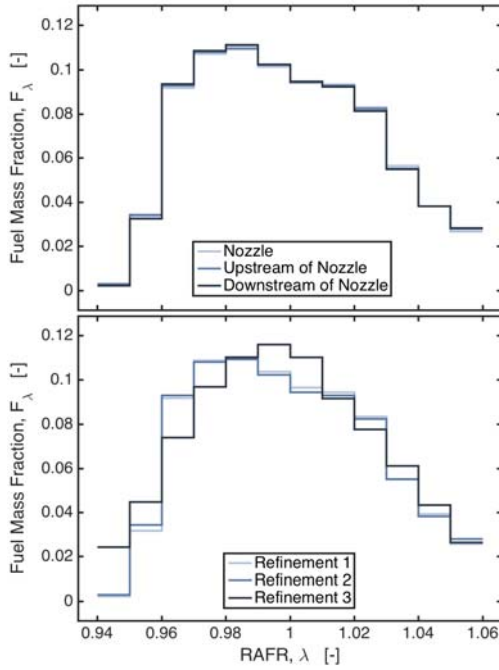 0.12
0.1
0.08
0.06
0.04
0.02
0
Fuel Mass Fraction, F_λ [-]
Nozzle
Upstream of Nozzle
Downstream of Nozzle
0.12
0.1
0.08
0.06
0.04
0.02
0
Fuel Mass Fraction, F_λ [-]
Refinement 1
Refinement 2
Refinement 3
0.94 0.96 0.98 1 1.02 1.04 1.06
RAFR, λ [-]